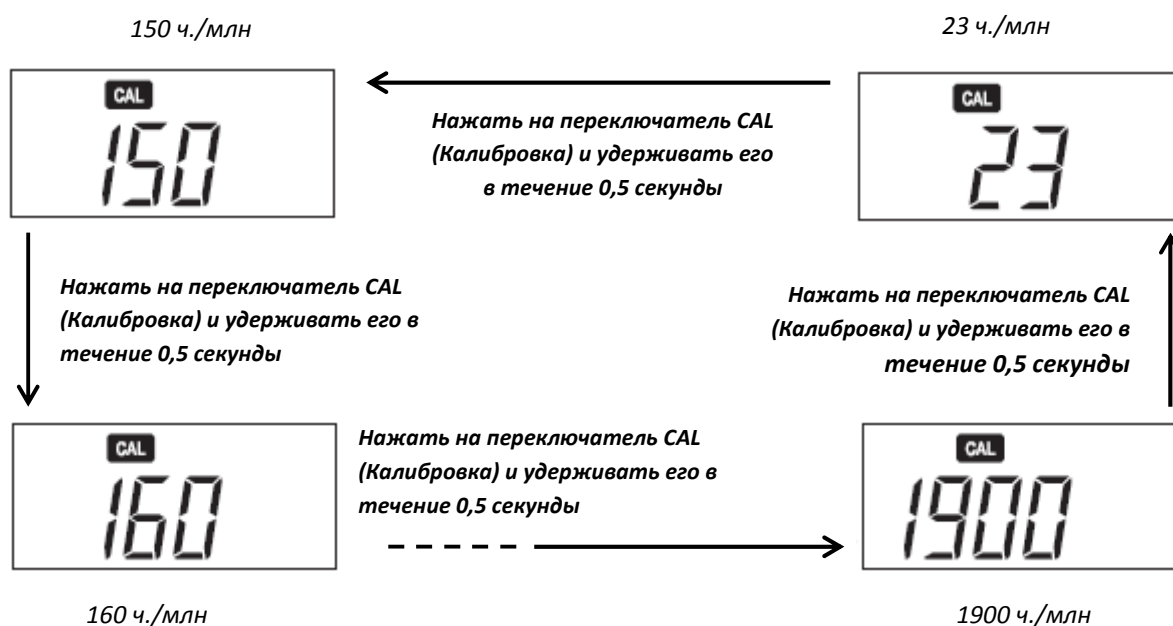 150 ч./млн
23 ч./млн
CAL
150
CAL
23
Нажать на переключатель CAL
(Калибровка) и удерживать его
в течение 0,5 секунды
Нажать на переключатель CAL
(Калибровка) и удерживать его в
течение 0,5 секунды
Нажать на переключатель CAL
(Калибровка) и удерживать его в
течение 0,5 секунды
CAL
160
Нажать на переключатель CAL
(Калибровка) и удерживать его в
течение 0,5 секунды
CAL
1900
160 ч./млн
1900 ч./млн